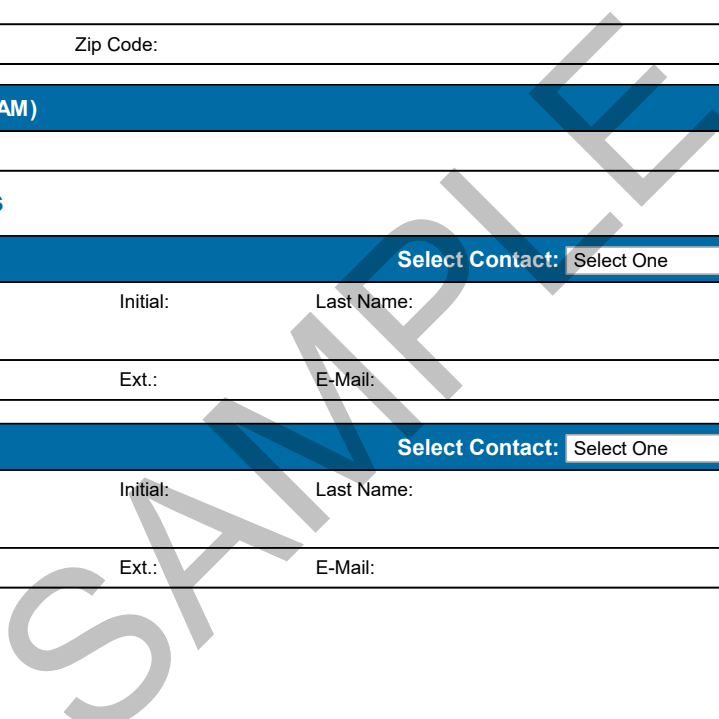 Zip Code:
AM)
S
Select Contact: Select One
Initial: Last Name:
Ext.: E-Mail:
Select Contact: Select One
Initial: Last Name:
Ext.: E-Mail:
SAMPLE